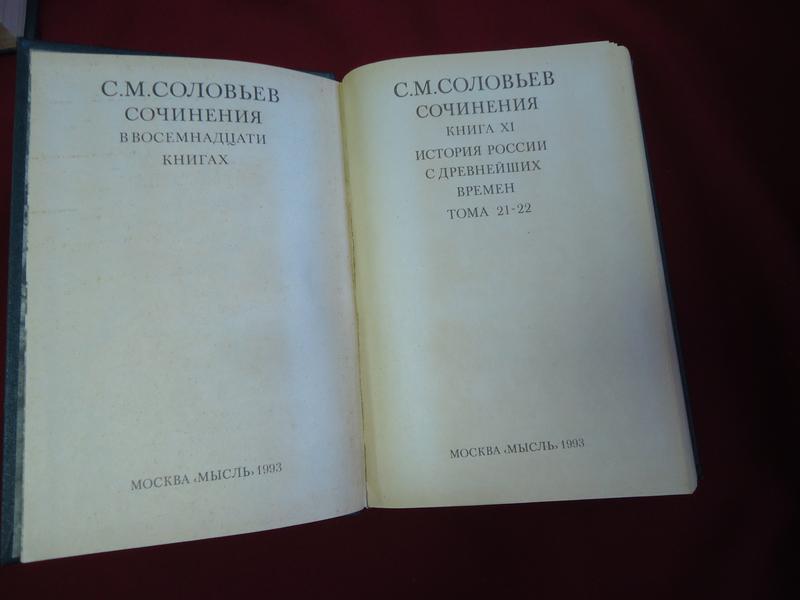 С.М.СОЛОВЬЕВ
СОЧИНЕНИЯ
В ВОСЕМНАДЦАТИ
КНИГАХ
МОСКВА «МЫСЛЬ» 1993
С.М.СОЛОВЬЕВ
СОЧИНЕНИЯ
КНИГА XI
ИСТОРИЯ РОССИИ
С ДРЕВНЕЙШИХ
ВРЕМЕН
ТОМА 21-22
МОСКВА «МЫСЛЬ» 1993